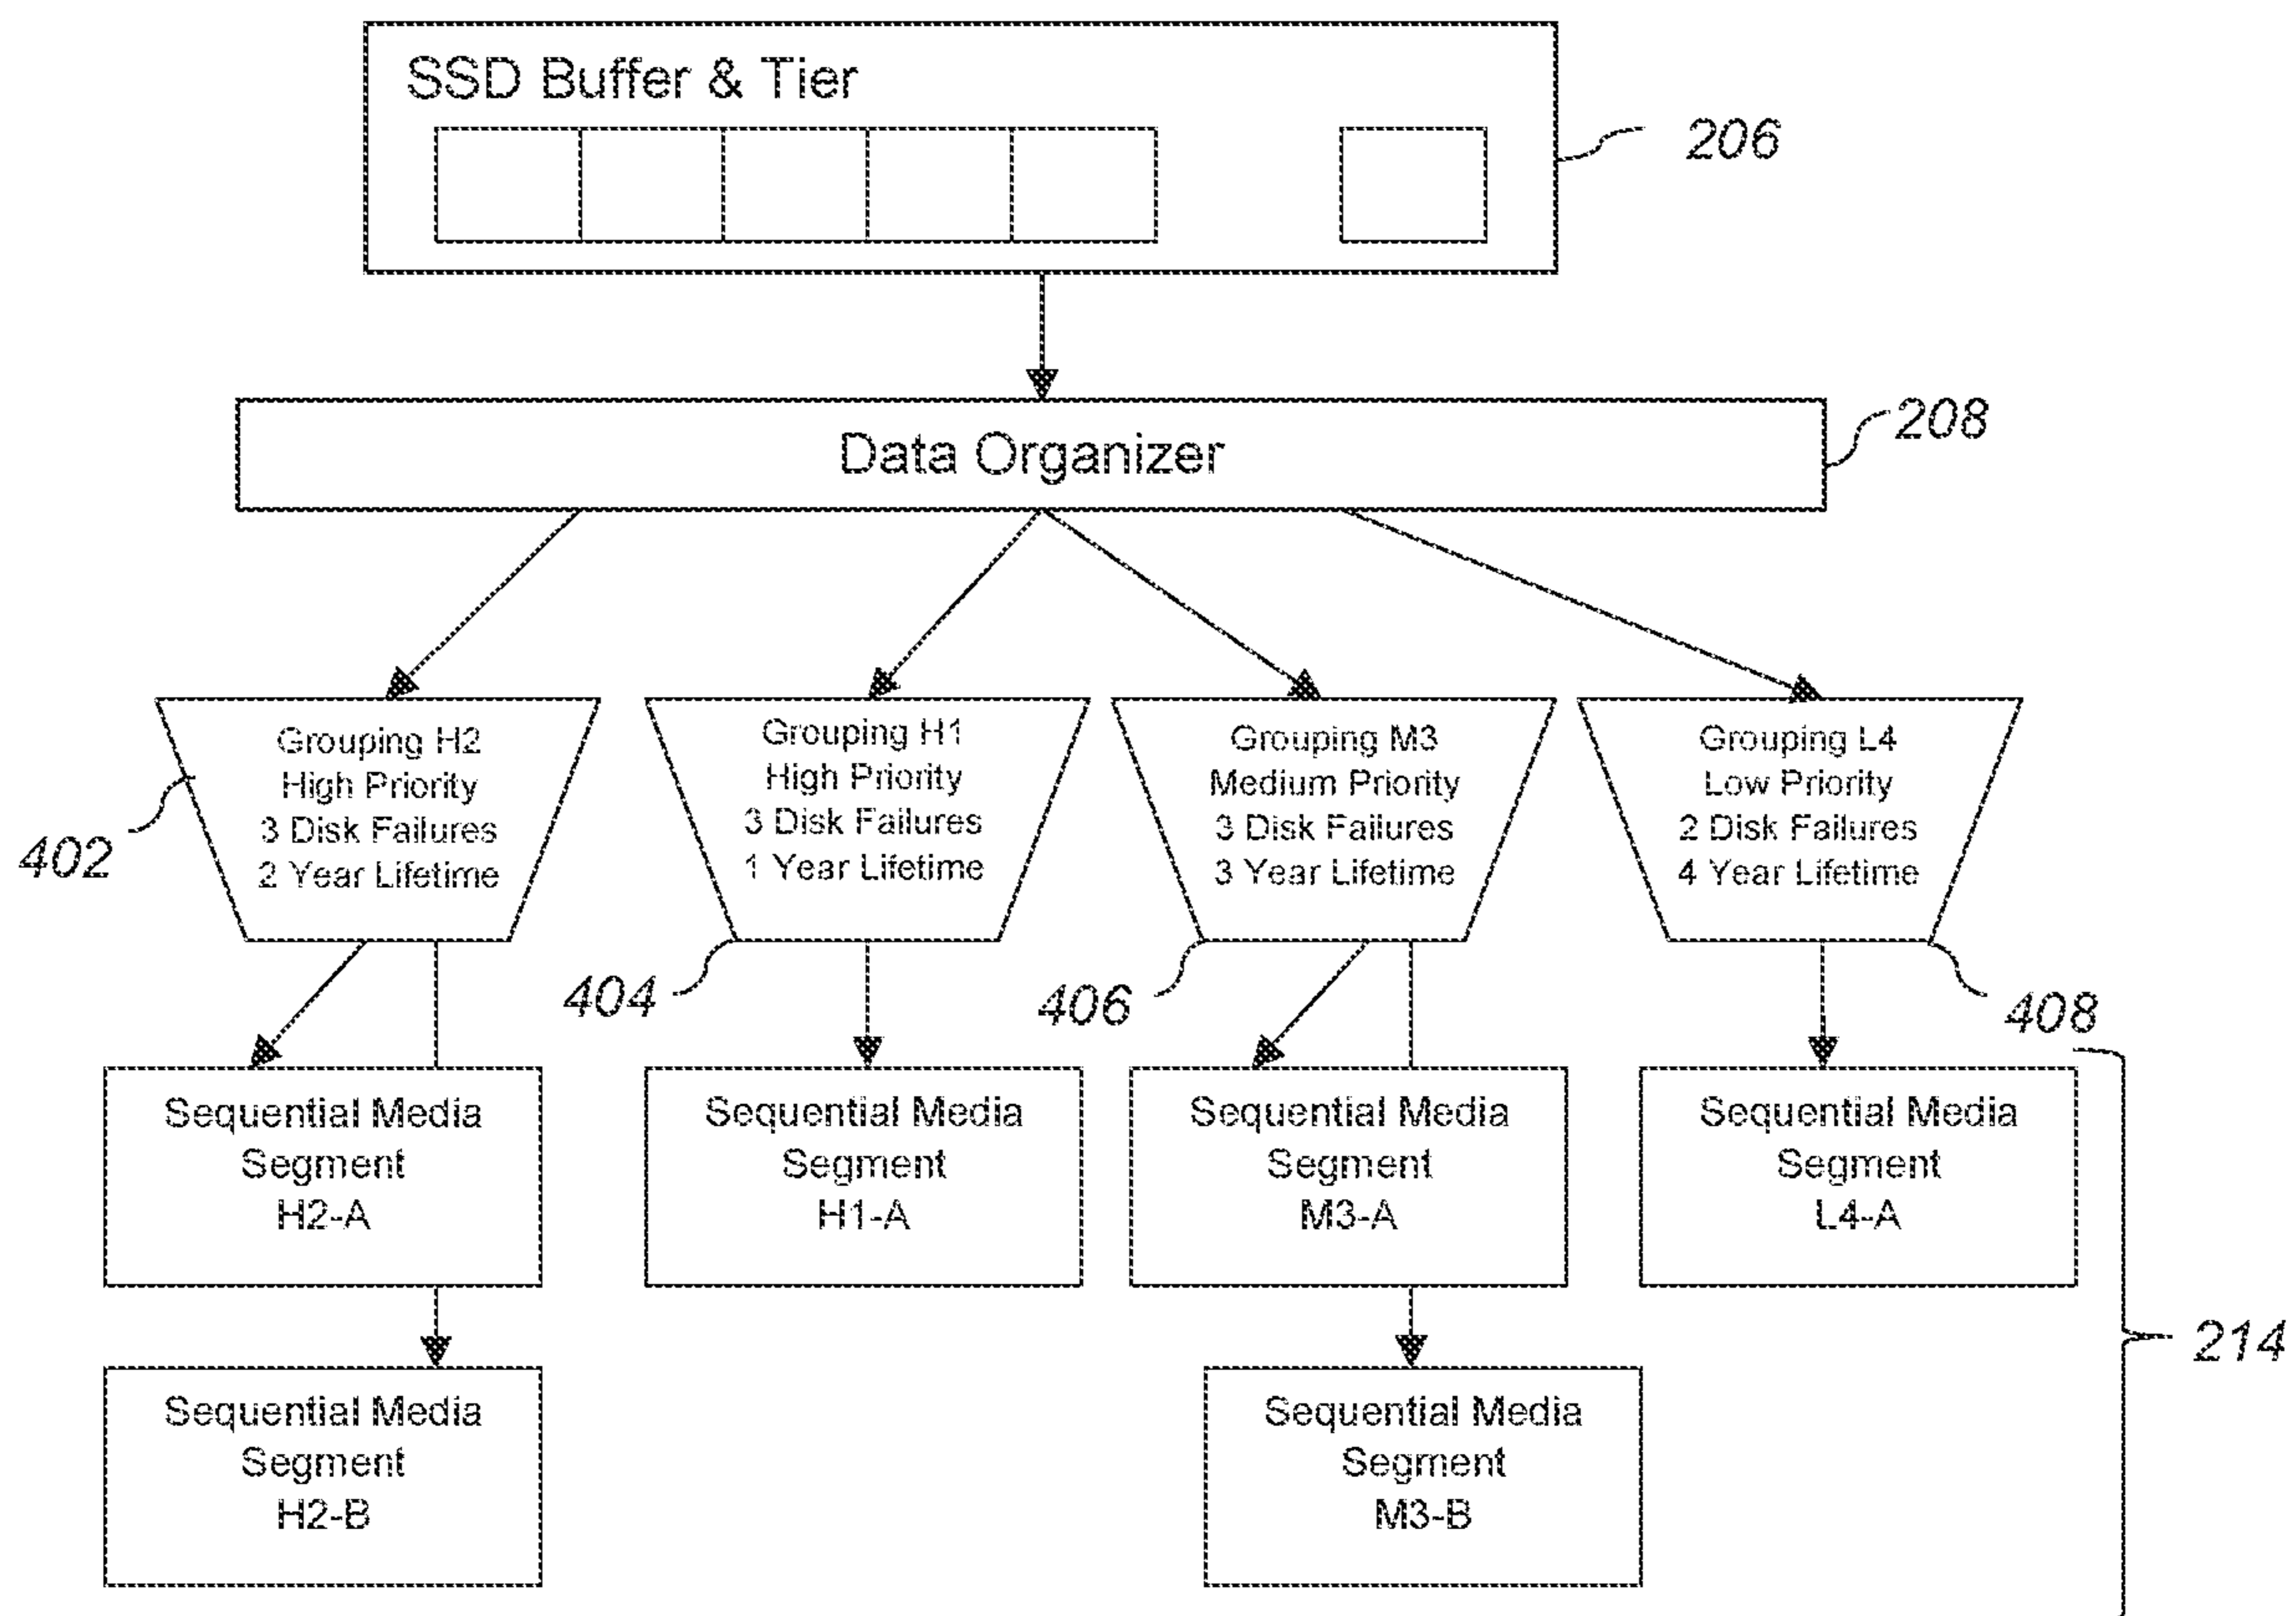 SSD Buffer & Tier
206
Data Organizer
208
Grouping H2
High Priority
3 Disk Failures
2 Year Lifetime
402
Grouping H1
High Priority
3 Disk Failures
1 Year Lifetime
404
Grouping M3
Medium Priority
3 Disk Failures
3 Year Lifetime
406
Grouping L4
Low Priority
2 Disk Failures
4 Year Lifetime
408
Sequential Media
Segment
H2-A
Sequential Media
Segment
H1-A
Sequential Media
Segment
M3-A
Sequential Media
Segment
L4-A
214
Sequential Media
Segment
H2-B
Sequential Media
Segment
M3-B